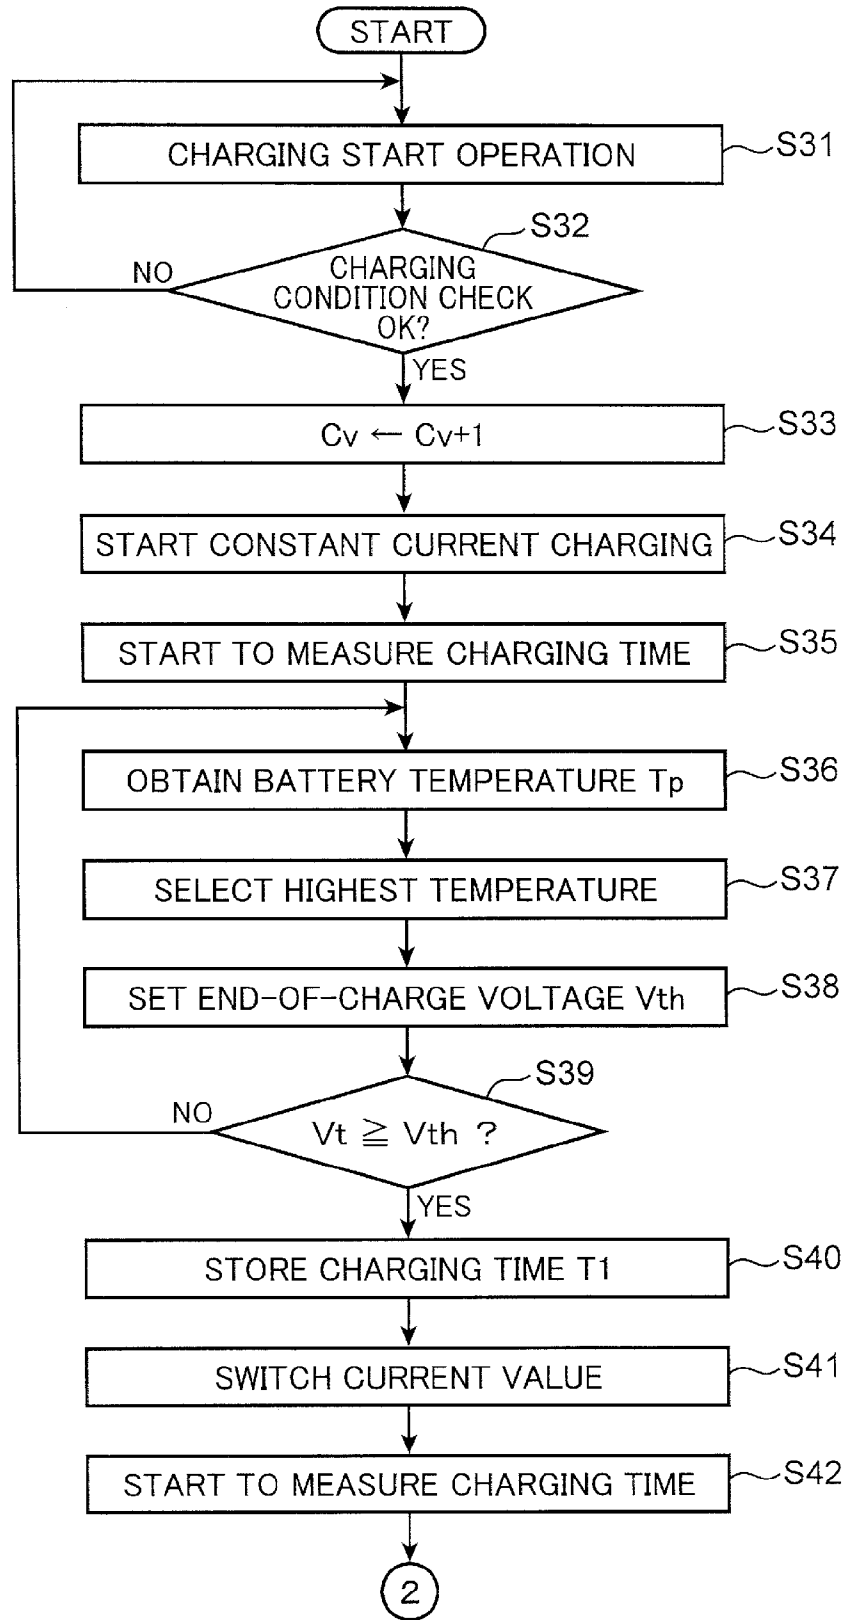 START
CHARGING START OPERATION
S31
S32
CHARGING
CONDITION CHECK
OK?
NO
YES
Cv ← Cv+1
S33
START CONSTANT CURRENT CHARGING
S34
START TO MEASURE CHARGING TIME
S35
OBTAIN BATTERY TEMPERATURE Tp
S36
SELECT HIGHEST TEMPERATURE
S37
SET END-OF-CHARGE VOLTAGE Vth
S38
S39
NO
Vt ≧ Vth ?
YES
STORE CHARGING TIME T1
S40
SWITCH CURRENT VALUE
S41
START TO MEASURE CHARGING TIME
S42
2